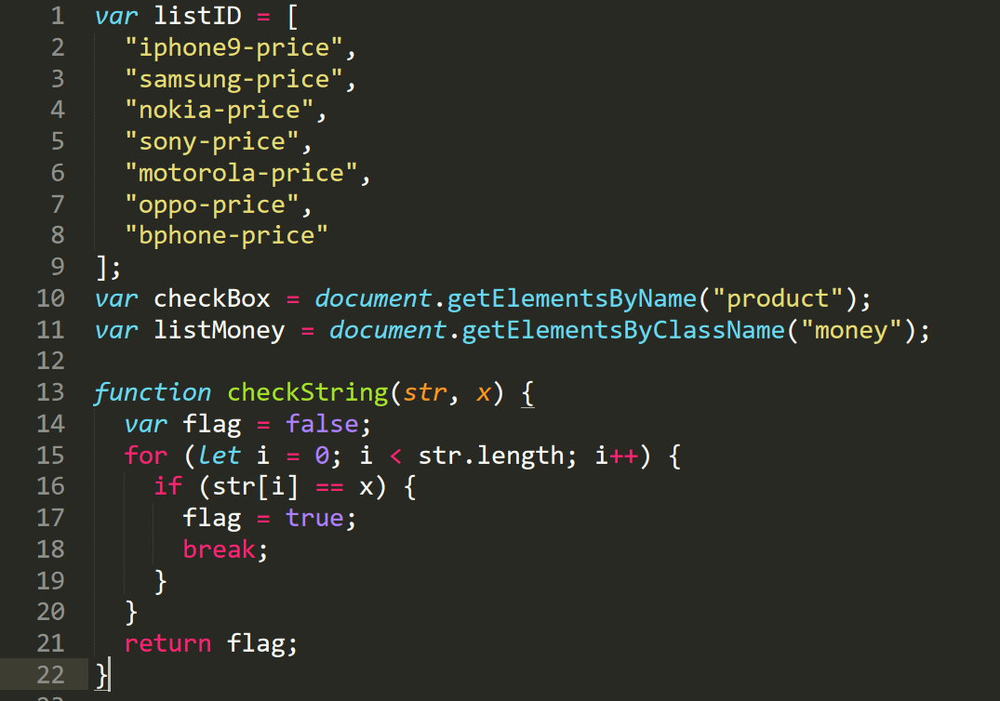 1 var listID = [
2   "iphone9-price",
3   "samsung-price",
4   "nokia-price",
5   "sony-price",
6   "motorola-price",
7   "oppo-price",
8   "bphone-price"
9 ];
10 var checkBox = document.getElementsByName("product");
11 var listMoney = document.getElementsByClassName("money");
12
13 function checkString(str, x) {
14   var flag = false;
15   for (let i = 0; i < str.length; i++) {
16     if (str[i] == x) {
17       flag = true;
18       break;
19     }
20   }
21   return flag;
22 }